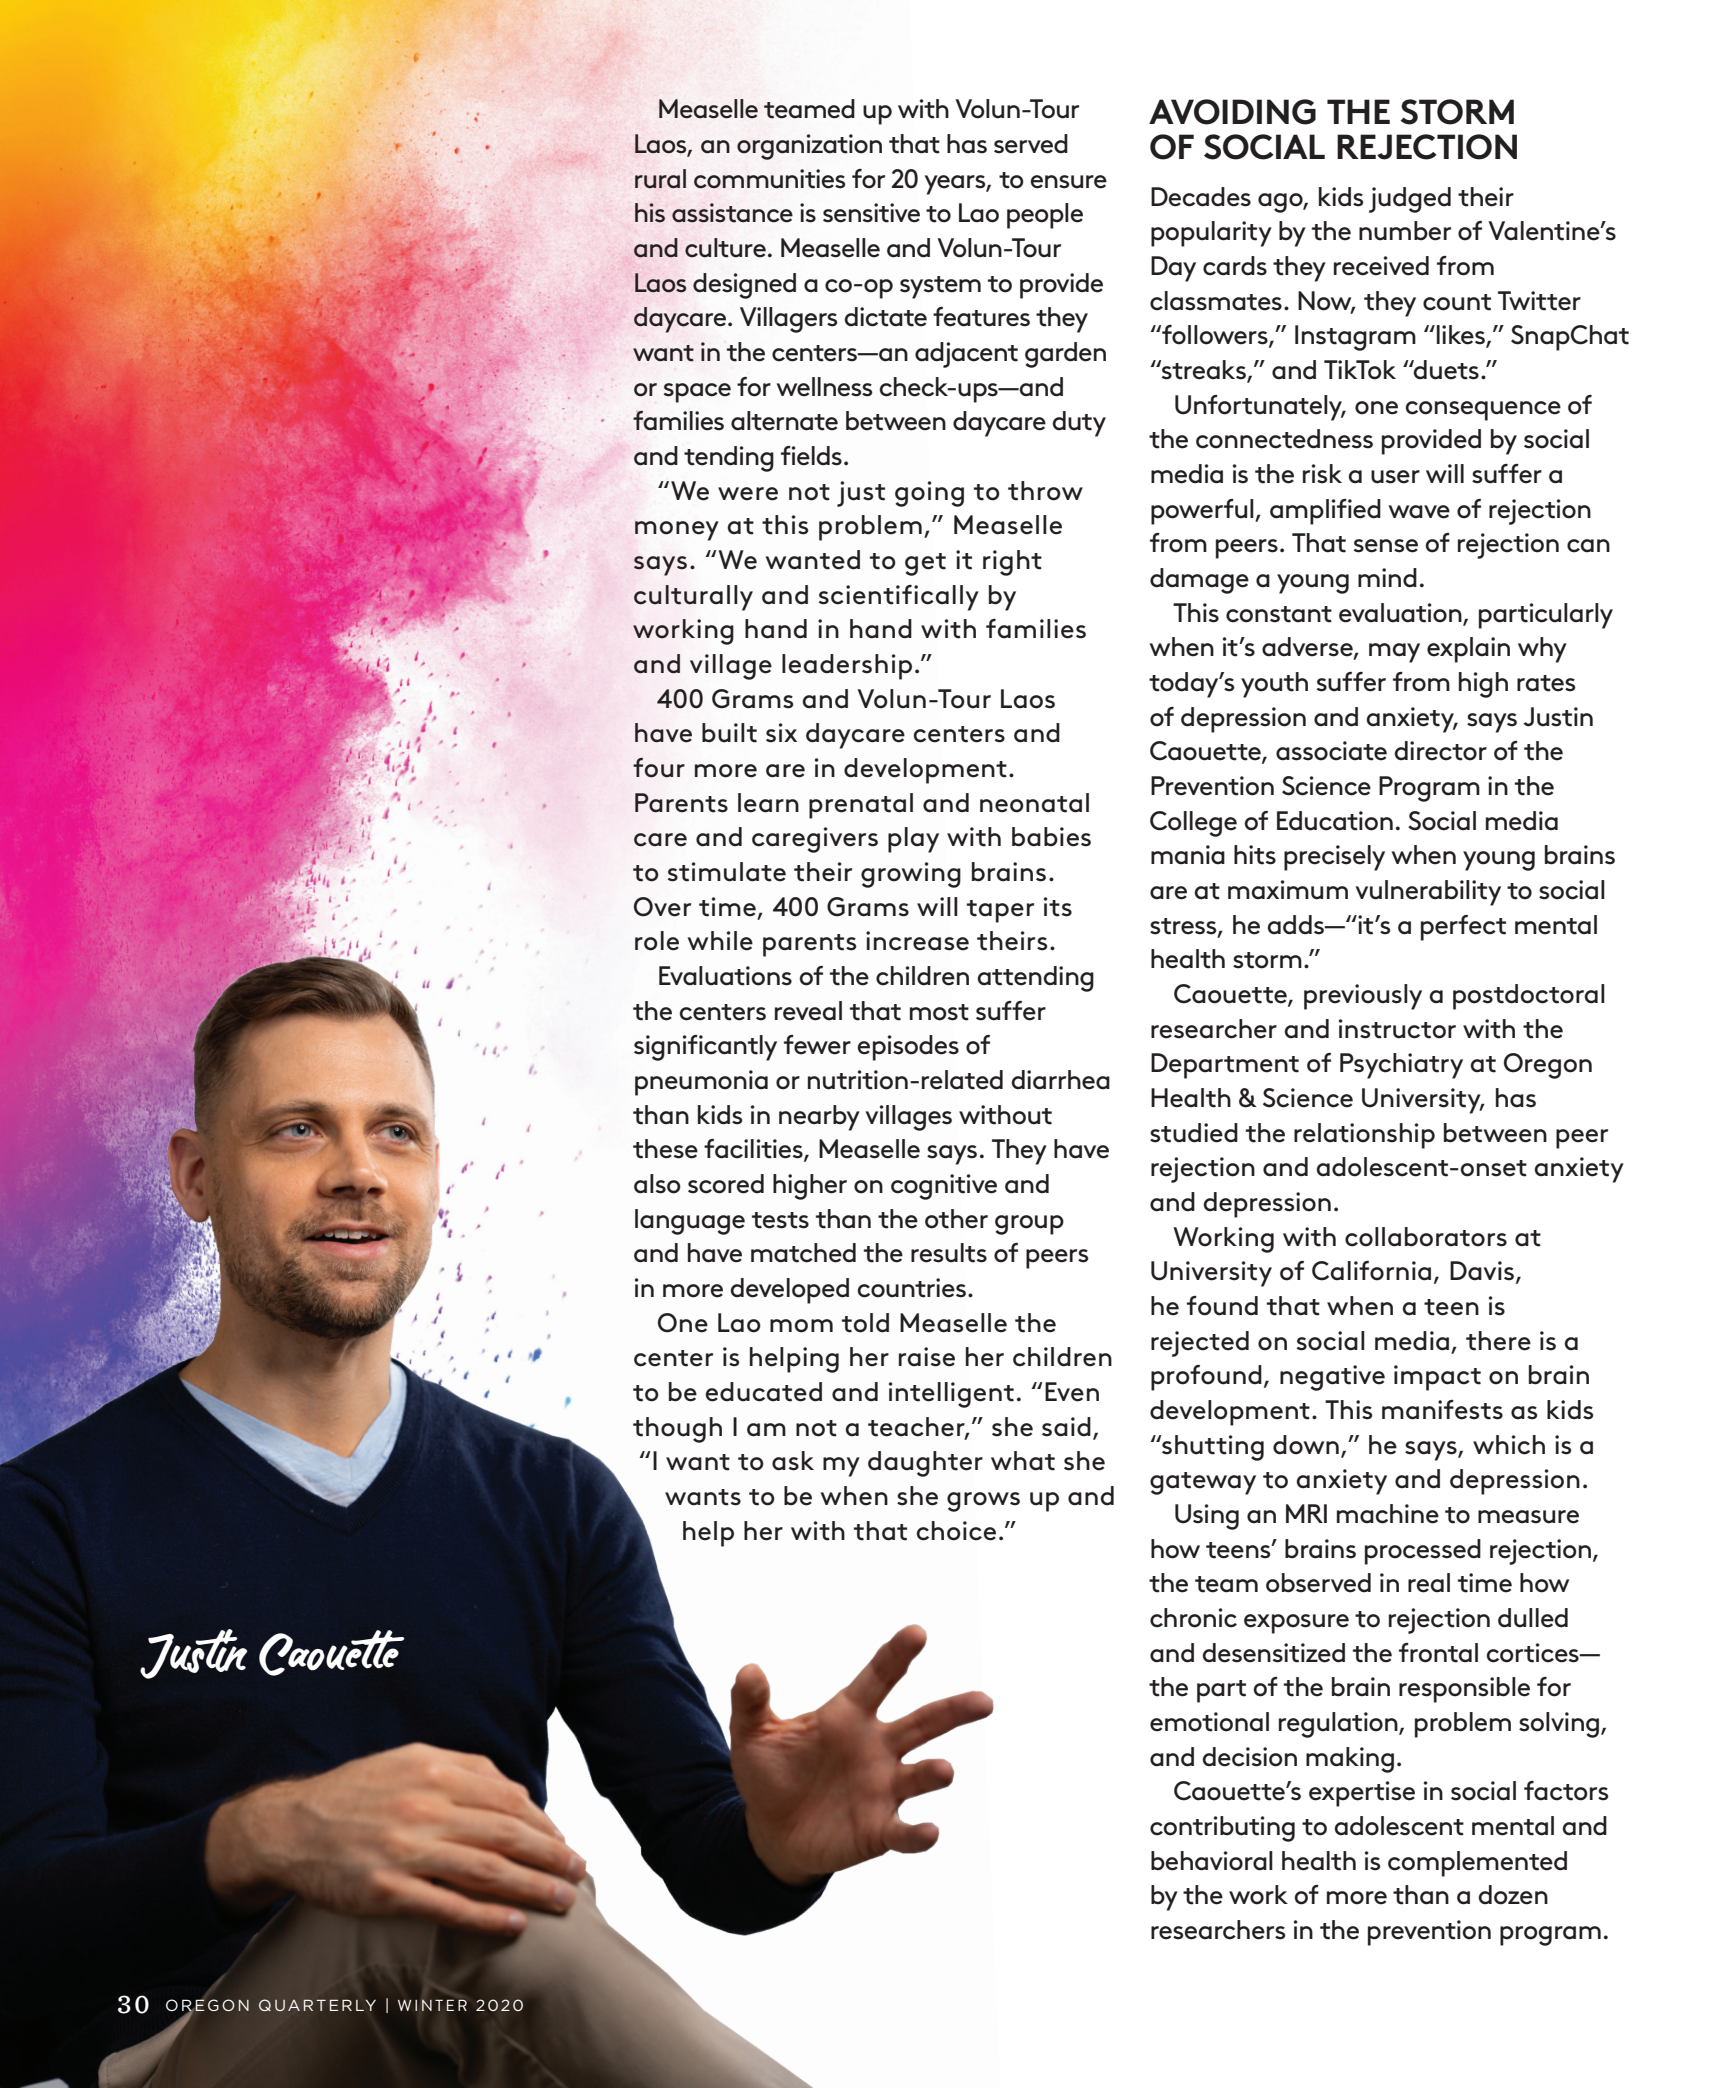 Measelle teamed up with Volun-Tour
Laos, an organization that has served
rural communities for 20 years, to ensure
his assistance is sensitive to Lao people
and culture. Measelle and Volun-Tour
Laos designed a co-op system to provide
daycare. Villagers dictate features they
want in the centers—an adjacent garden
or space for wellness check-ups—and
families alternate between daycare duty
and tending fields.
“We were not just going to throw
money at this problem,” Measelle
says. “We wanted to get it right
culturally and scientifically by
working hand in hand with families
and village leadership.”
400 Grams and Volun-Tour Laos
have built six daycare centers and
four more are in development.
Parents learn prenatal and neonatal
care and caregivers play with babies
to stimulate their growing brains.
Over time, 400 Grams will taper its
role while parents increase theirs.
Evaluations of the children attending
the centers reveal that most suffer
significantly fewer episodes of
pneumonia or nutrition-related diarrhea
than kids in nearby villages without
these facilities, Measelle says. They have
also scored higher on cognitive and
language tests than the other group
and have matched the results of peers
in more developed countries.
One Lao mom told Measelle the
center is helping her raise her children
to be educated and intelligent. “Even
though I am not a teacher,” she said,
“I want to ask my daughter what she
wants to be when she grows up and
help her with that choice.”
AVOIDING THE STORM
OF SOCIAL REJECTION
Decades ago, kids judged their
popularity by the number of Valentine’s
Day cards they received from
classmates. Now, they count Twitter
“followers,” Instagram “likes,” SnapChat
“streaks,” and TikTok “duets.”
Unfortunately, one consequence of
the connectedness provided by social
media is the risk a user will suffer a
powerful, amplified wave of rejection
from peers. That sense of rejection can
damage a young mind.
This constant evaluation, particularly
when it’s adverse, may explain why
today’s youth suffer from high rates
of depression and anxiety, says Justin
Caouette, associate director of the
Prevention Science Program in the
College of Education. Social media
mania hits precisely when young brains
are at maximum vulnerability to social
stress, he adds—“it’s a perfect mental
health storm.”
Caouette, previously a postdoctoral
researcher and instructor with the
Department of Psychiatry at Oregon
Health & Science University, has
studied the relationship between peer
rejection and adolescent-onset anxiety
and depression.
Working with collaborators at
University of California, Davis,
he found that when a teen is
rejected on social media, there is a
profound, negative impact on brain
development. This manifests as kids
“shutting down,” he says, which is a
gateway to anxiety and depression.
Using an MRI machine to measure
how teens’ brains processed rejection,
the team observed in real time how
chronic exposure to rejection dulled
and desensitized the frontal cortices—
the part of the brain responsible for
emotional regulation, problem solving,
and decision making.
Caouette’s expertise in social factors
contributing to adolescent mental and
behavioral health is complemented
by the work of more than a dozen
researchers in the prevention program.
Justin Caouette
30 OREGON QUARTERLY | WINTER 2020